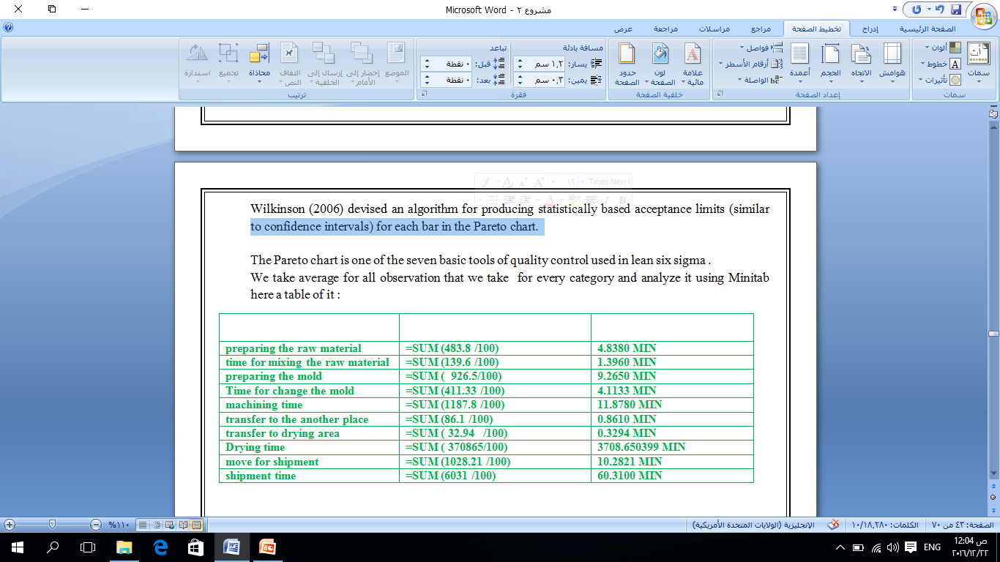 مشروع ٢ - Microsoft Word
الصفحة الرئيسية إدراج تخطيط الصفحة مراجع مراسلات مراجعة عرض
سمات
ألوان
خطوط
تأثيرات
سمات
هوامش
الاتجاه
الحجم
أعمدة
فواصل
أرقام الأسطر
الواصلة
إعداد الصفحة
علامة مائية
لون الصفحة
حدود الصفحة
خلفية الصفحة
مسافة بادئة
يسار: ١,٢ سم
يمين: ٠,٣ سم
تباعد
قبل: ٠ نقطة
بعد: ٠ نقطة
فقرة
الموضع
إحضار إلى الأمام
إرسال إلى الخلفية
التفاف النص
محاذاة
تجميع
استدارة
ترتيب
Times New I ١٢
Wilkinson (2006) devised an algorithm for producing statistically based acceptance limits (similar
to confidence intervals) for each bar in the Pareto chart.
The Pareto chart is one of the seven basic tools of quality control used in lean six sigma .
We take average for all observation that we take for every category and analyze it using Minitab
here a table of it :
preparing the raw material =SUM (483.8 /100) 4.8380 MIN
time for mixing the raw material =SUM (139.6 /100) 1.3960 MIN
preparing the mold =SUM ( 926.5/100) 9.2650 MIN
Time for change the mold =SUM (411.33 /100) 4.1133 MIN
machining time =SUM (1187.8 /100) 11.8780 MIN
transfer to the another place =SUM (86.1 /100) 0.8610 MIN
transfer to drying area =SUM ( 32.94 /100) 0.3294 MIN
Drying time =SUM ( 370865/100) 3708.650399 MIN
move for shipment =SUM (1028.21 /100) 10.2821 MIN
shipment time =SUM (6031 /100) 60.3100 MIN
الصفحة: ٤٣ من ٧٠ الكلمات: ١٠/١٨,٢٨٠ الإنجليزية (الولايات المتحدة الأمريكية)
%١١٠
ENG
12:04 ص
٢٠١٦/١٢/٢٢